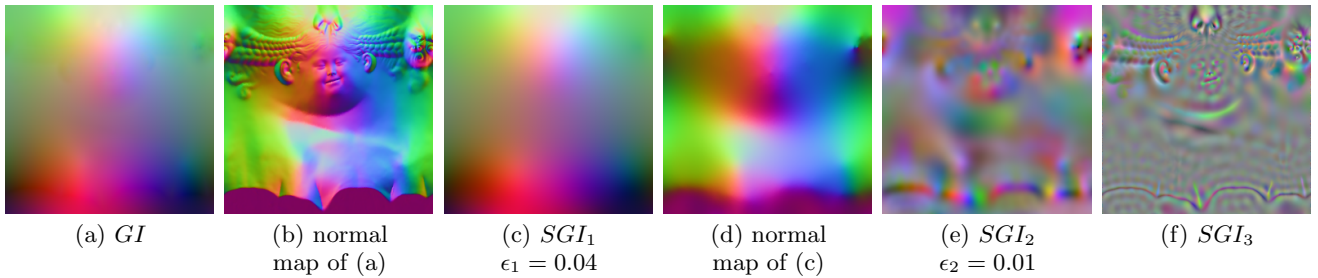 (a) GI
(b) normal
map of (a)
(c) SGI₁
ϵ₁ = 0.04
(d) normal
map of (c)
(e) SGI₂
ϵ₂ = 0.01
(f) SGI₃